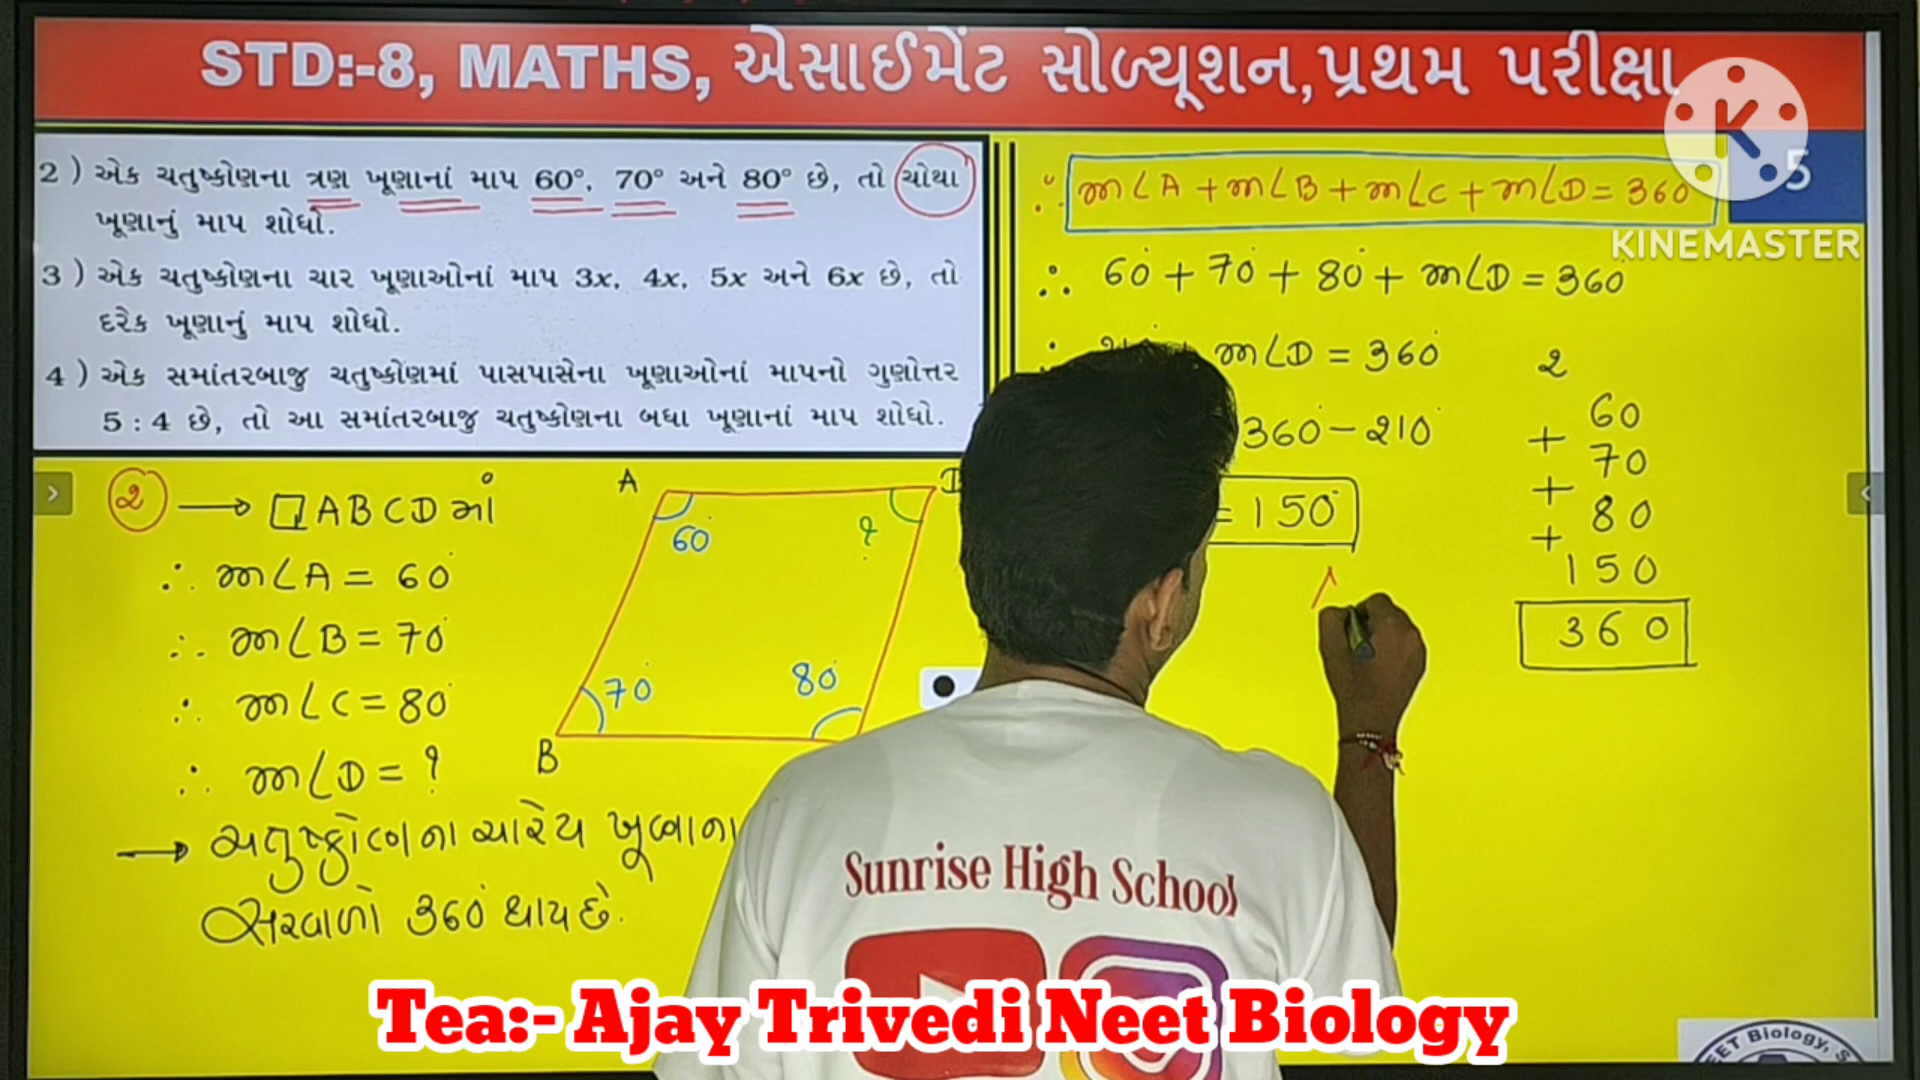 STD:-8, MATHS, એસાઈમેંટ સોળ્યૂશન,પ્રથમ પરીક્ષા
2 ) એક ચતુષ્કોણના ત્રણ ખૂણાનાં માપ 60°, 70° અને 80° છે, તો ચોથા
ખૂણાનું માપ શોધો.
3 ) એક ચતુષ્કોણના ચાર ખૂણાઓનાં માપ 3x, 4x, 5x અને 6x છે, તો
દરેક ખૂણાનું માપ શોધો.
4 ) એક સમાંતરબાજુ ચતુષ્કોણમાં પાસપાસેના ખૂણાઓનાં માપનો ગુણોત્તર
5 : 4 છે, તો આ સમાંતરબાજુ ચતુષ્કોણના બધા ખૂણાનાં માપ શોધો.
૨ → □ABCD માં
∴ m∠A = 60°
∴ m∠B = 70°
∴ m∠C = 80°
∴ m∠D = ?
→ ચતુષ્કોણના ચારેય ખૂણાના
સરવાળો 360° થાય છે.
A
60°
?
70°
80°
B
∵ m∠A + m∠B + m∠C + m∠D = 360°
∴ 60° + 70° + 80° + m∠D = 360°
m∠D = 360°
360° - 210°
= 150°
૨
60
+ 70
+ 80
+ 150
360
5
K
KINEMASTER
Sunrise High School
Tea:- Ajay Trivedi Neet Biology
Biology,